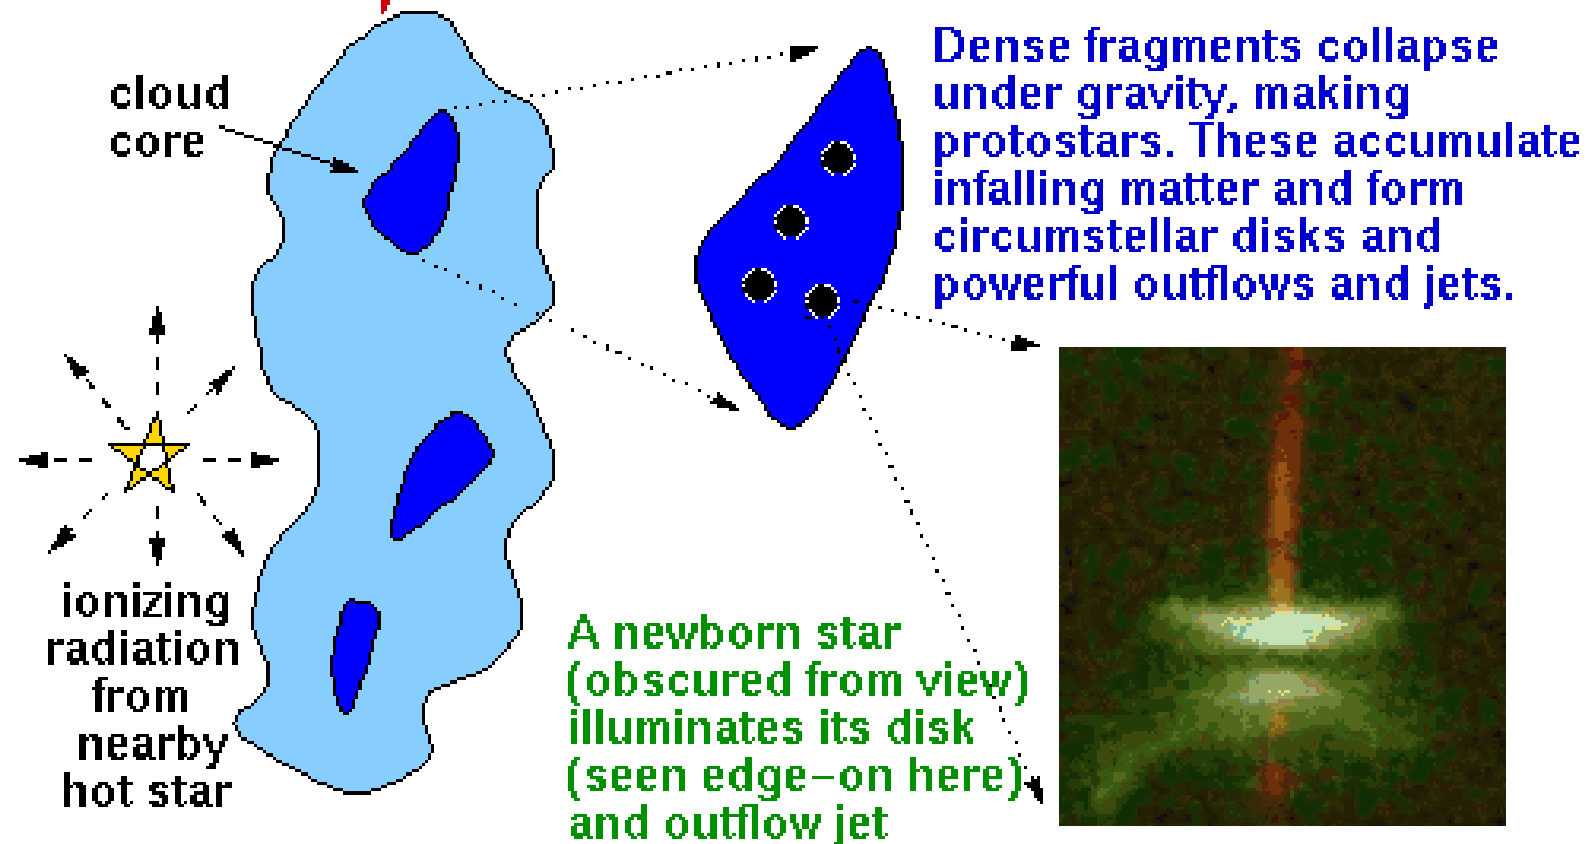 cloud
core
Dense fragments collapse
under gravity, making
protostars. These accumulate
infalling matter and form
circumstellar disks and
powerful outflows and jets.
ionizing
radiation
from
nearby
hot star
A newborn star
(obscured from view)
illuminates its disk
(seen edge–on here)
and outflow jet